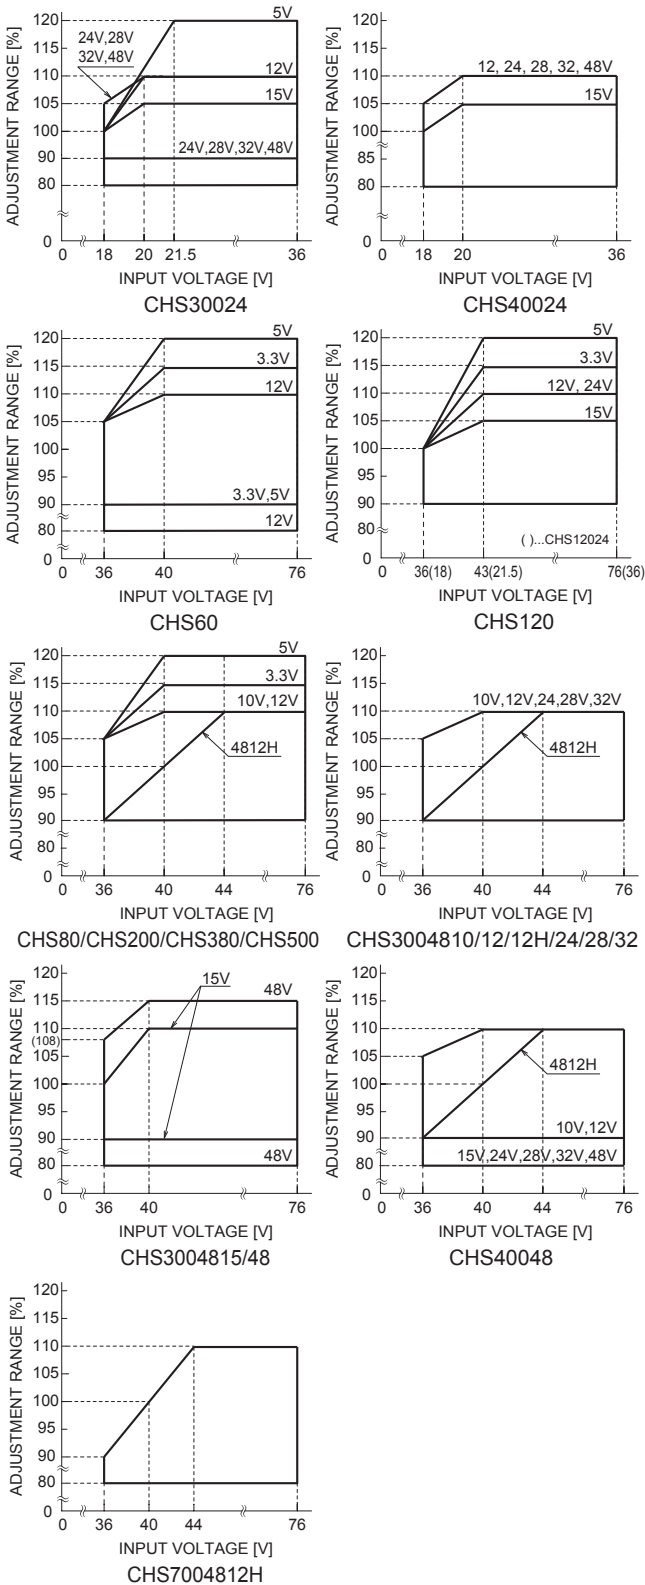 ADJUSTMENT RANGE [%]
120
115
110
105
100
90
80
0
24V,28V
32V,48V
5V
12V
15V
24V,28V,32V,48V
0 18 20 21.5 36
INPUT VOLTAGE [V]
CHS30024
ADJUSTMENT RANGE [%]
120
115
110
105
100
85
80
0
12, 24, 28, 32, 48V
15V
0 18 20 36
INPUT VOLTAGE [V]
CHS40024
ADJUSTMENT RANGE [%]
120
115
110
105
100
95
90
80
0
5V
3.3V
12V
3.3V,5V
12V
0 36 40 76
INPUT VOLTAGE [V]
CHS60
ADJUSTMENT RANGE [%]
120
115
110
105
100
95
90
80
0
5V
3.3V
12V, 24V
15V
( )...CHS12024
0 36(18) 43(21.5) 76(36)
INPUT VOLTAGE [V]
CHS120
ADJUSTMENT RANGE [%]
120
115
110
105
100
95
90
80
0
5V
3.3V
10V,12V
4812H
0 36 40 44 76
INPUT VOLTAGE [V]
CHS80/CHS200/CHS380/CHS500
ADJUSTMENT RANGE [%]
120
115
110
105
100
95
90
80
0
10V,12V,24,28V,32V
4812H
0 36 40 44 76
INPUT VOLTAGE [V]
CHS3004810/12/12H/24/28/32
ADJUSTMENT RANGE [%]
120
115
110
(108)
105
100
95
90
80
0
15V
48V
48V
0 36 40 76
INPUT VOLTAGE [V]
CHS3004815/48
ADJUSTMENT RANGE [%]
120
115
110
105
100
95
90
80
0
4812H
10V,12V
15V,24V,28V,32V,48V
0 36 40 44 76
INPUT VOLTAGE [V]
CHS40048
ADJUSTMENT RANGE [%]
120
115
110
105
100
95
90
80
0
0 36 40 44 76
INPUT VOLTAGE [V]
CHS7004812H